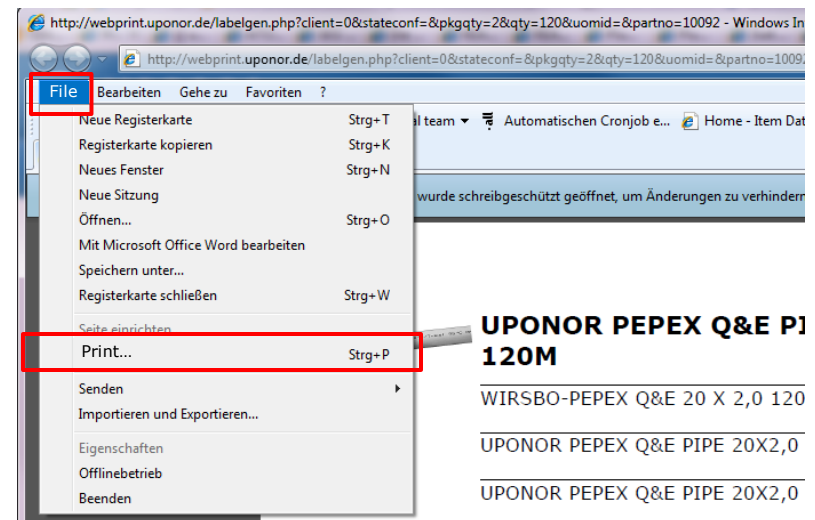 http://webprint.uponor.de/labelgen.php?client=0&stateconf=&pkgqty=2&qty=120&uomid=&partno=10092 - Windows In
http://webprint.uponor.de/labelgen.php?client=0&stateconf=&pkgqty=2&qty=120&uomid=&partno=10092
File Bearbeiten Gehe zu Favoriten ?
Neue Registerkarte Strg+T
al team Automatischen Cronjob e... Home - Item Dat
Registerkarte kopieren Strg+K
Neues Fenster Strg+N
Neue Sitzung
wurde schreibgeschützt geöffnet, um Änderungen zu verhindern
Öffnen... Strg+O
Mit Microsoft Office Word bearbeiten
Speichern unter...
Registerkarte schließen Strg+W
Seite einrichten
Print... Strg+P
UPONOR PEPEX Q&E PI
120M
Senden
Importieren und Exportieren...
WIRSBO-PEPEX Q&E 20 X 2,0 120
Eigenschaften
UPONOR PEPEX Q&E PIPE 20X2,0
Offlinebetrieb
Beenden
UPONOR PEPEX Q&E PIPE 20X2,0